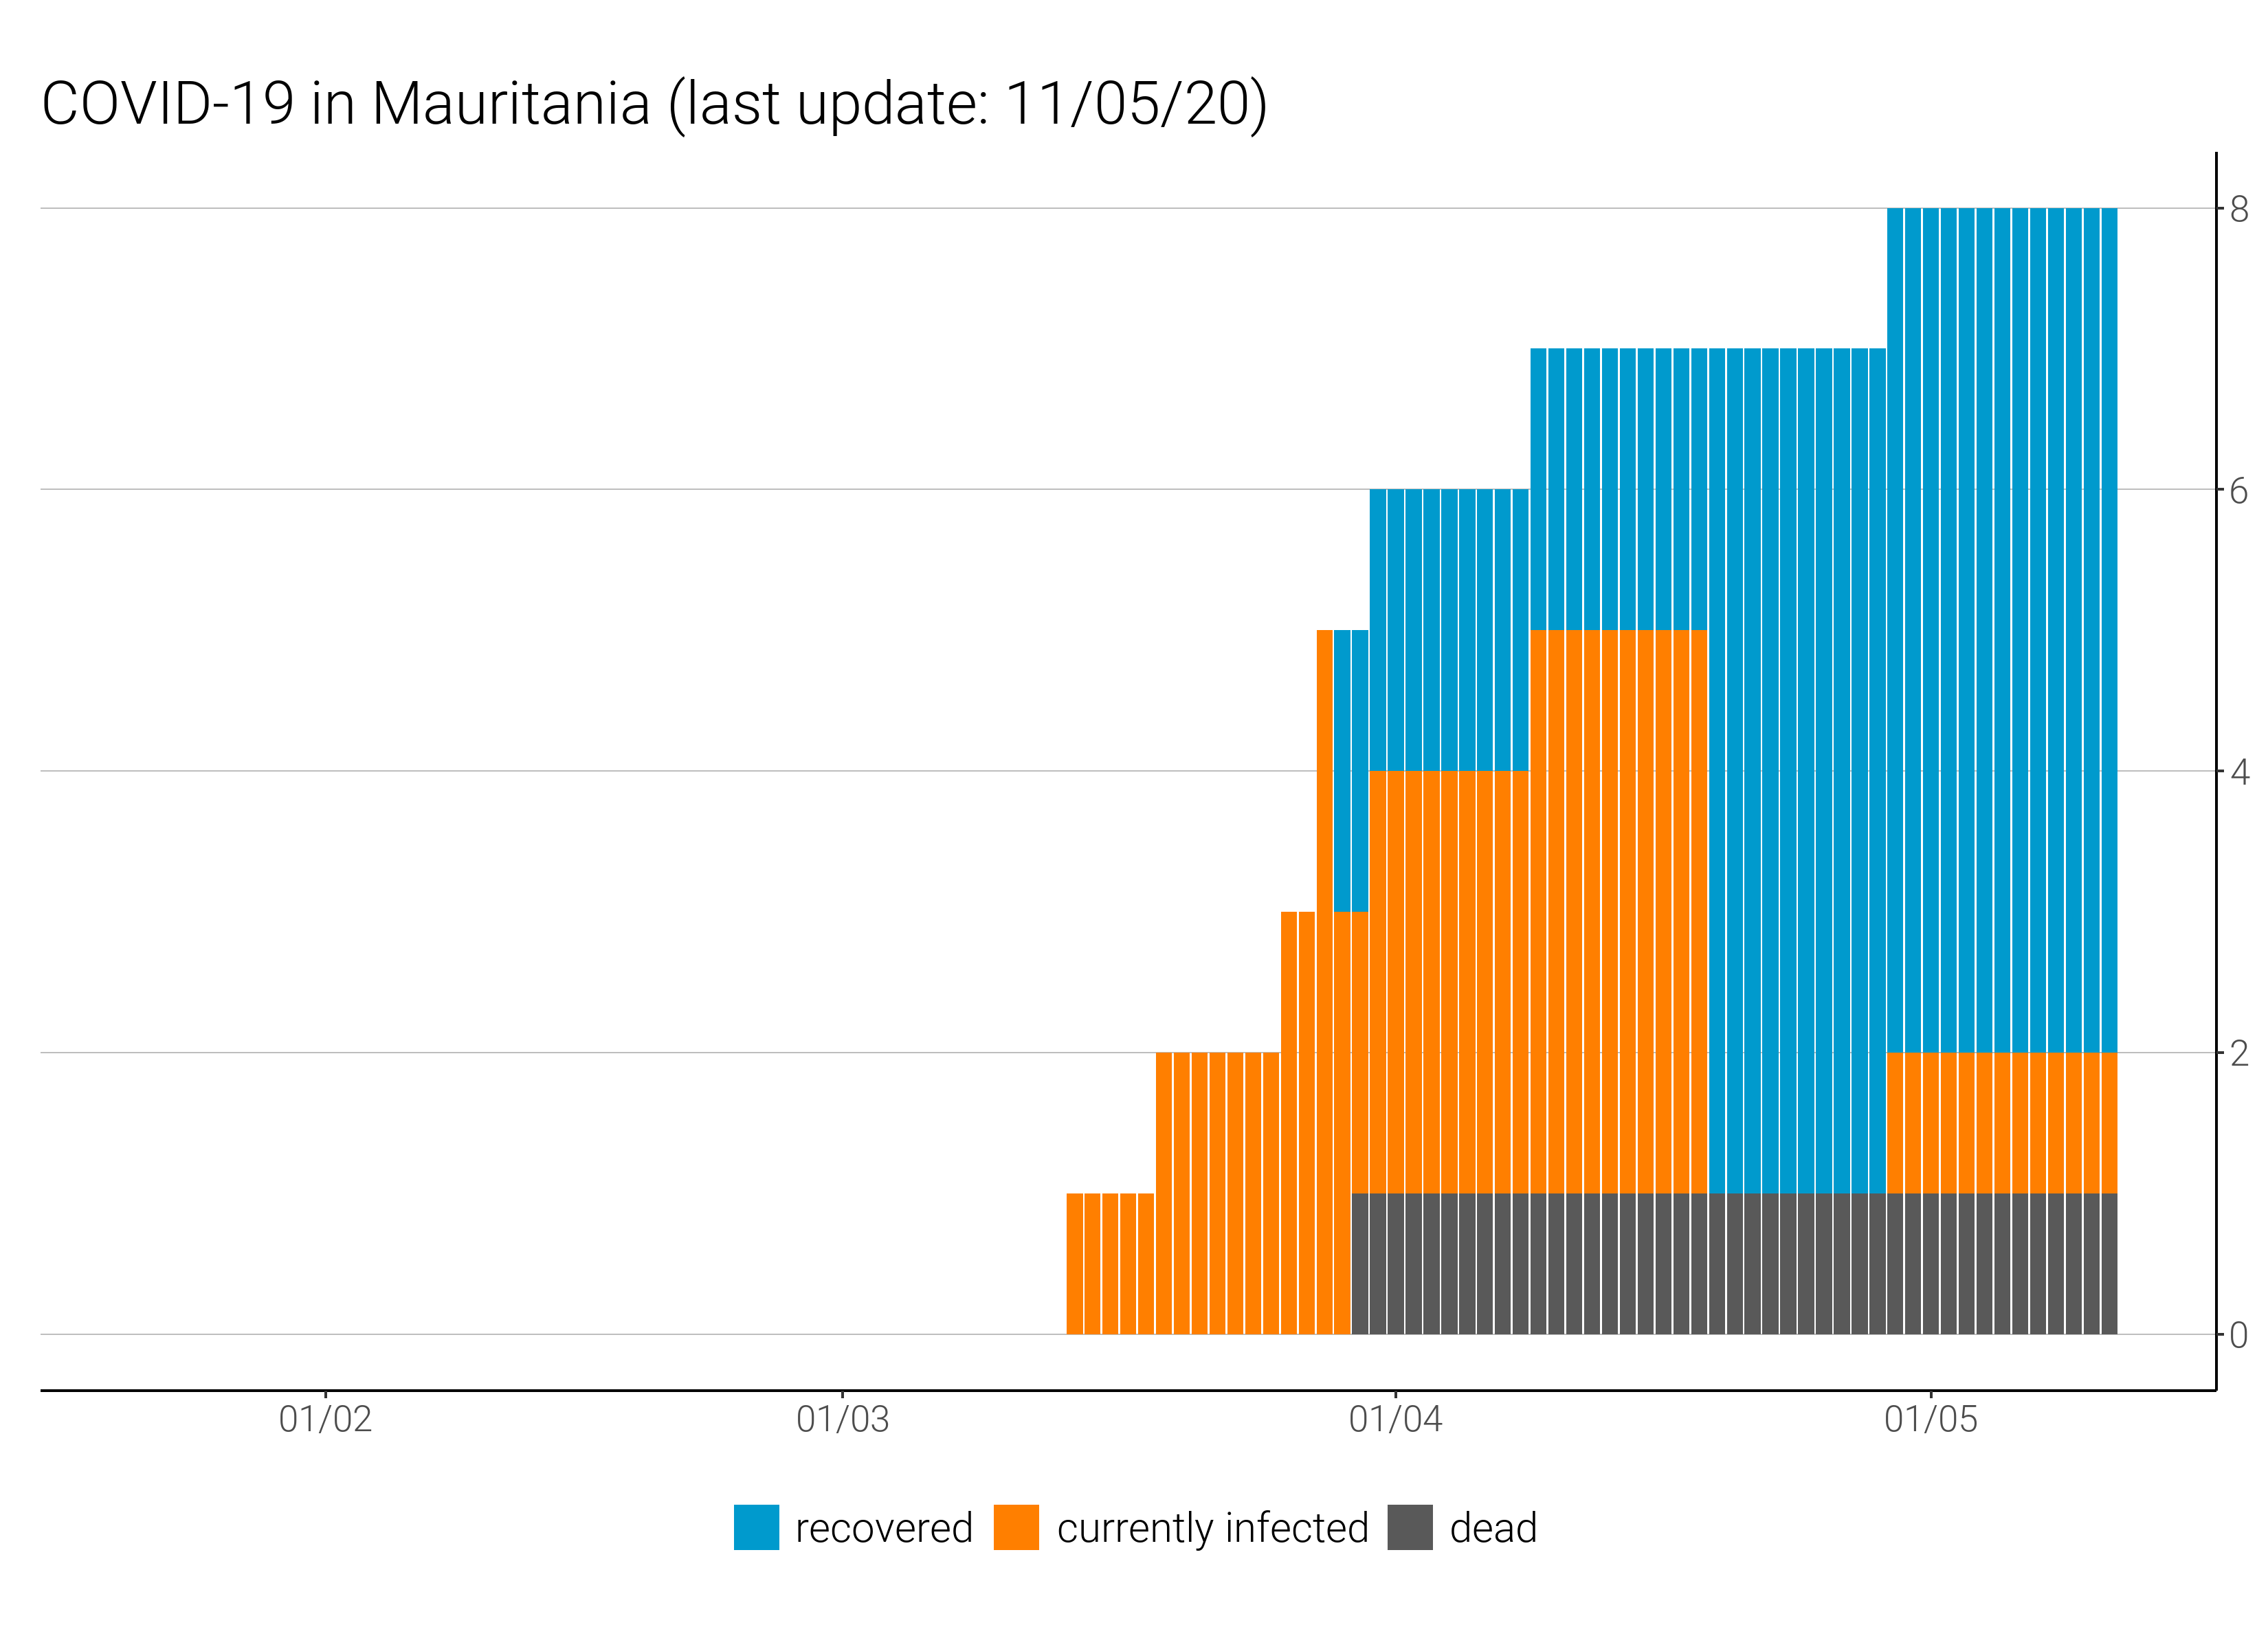 COVID-19 in Mauritania (last update: 11/05/20)
8
6
4
2
0
01/02 01/03 01/04 01/05
recovered currently infected dead